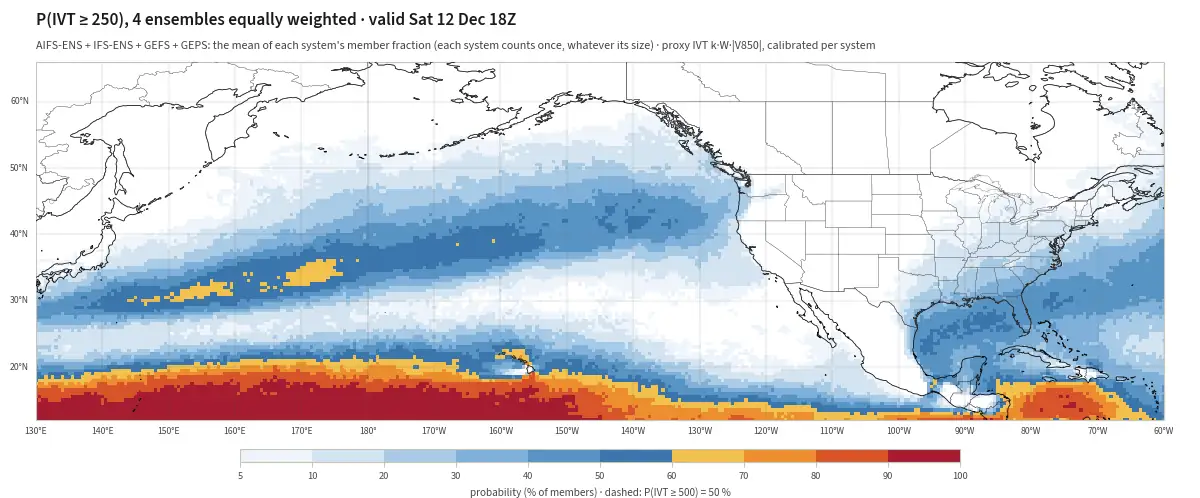 P(IVT ≥ 250), 4 ensembles equally weighted · valid Sat 12 Dec 18Z
AIFS-ENS + IFS-ENS + GEFS + GEPS: the mean of each system's member fraction (each system counts once, whatever its size) · proxy IVT k·W·|V850|, calibrated per system
60°N
50°N
40°N
30°N
20°N
130°E 140°E 150°E 160°E 170°E 180° 170°W 160°W 150°W 140°W 130°W 120°W 110°W 100°W 90°W 80°W 70°W 60°W
5 10 20 30 40 50 60 70 80 90 100
probability (% of members) · dashed: P(IVT ≥ 500) = 50 %